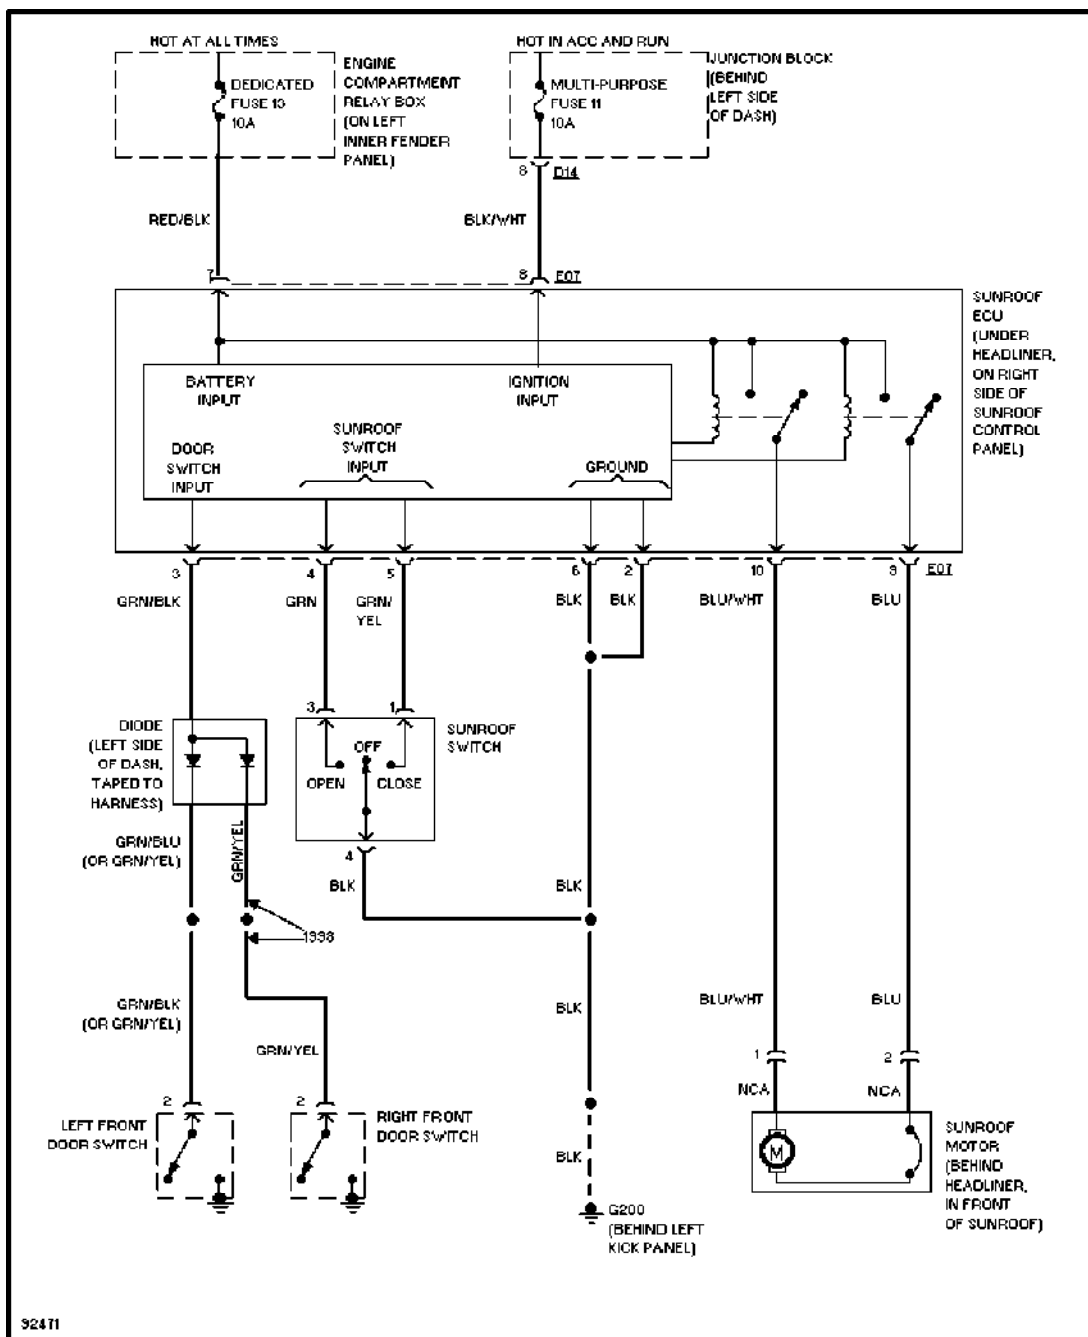 HOT AT ALL TIMES
HOT IN ACC AND RUN
DEDICATED
FUSE 13
10A
ENGINE
COMPARTMENT
RELAY BOX
(ON LEFT
INNER FENDER
PANEL)
MULTI-PURPOSE
FUSE 11
10A
JUNCTION BLOCK
(BEHIND
LEFT SIDE
OF DASH)
8 D14
RED/BLK
BLK/WHT
7
8 E07
SUNROOF
ECU
(UNDER
HEADLINER,
ON RIGHT
SIDE OF
SUNROOF
CONTROL
PANEL)
BATTERY
INPUT
IGNITION
INPUT
DOOR
SWITCH
INPUT
SUNROOF
SWITCH
INPUT
GROUND
3 4 5 6 2 10 9 E07
GRN/BLK
GRN
GRN/
YEL
BLK
BLK
BLU/WHT
BLU
DIODE
(LEFT SIDE
OF DASH,
TAPED TO
HARNESS)
3 1
SUNROOF
SWITCH
OFF
OPEN
CLOSE
4
BLK
GRN/BLU
(OR GRN/YEL)
GRN/YEL
BLK
1998
GRN/BLK
(OR GRN/YEL)
GRN/YEL
BLK
BLU/WHT
BLU
1 2
NCA
NCA
2
LEFT FRONT
DOOR SWITCH
2
RIGHT FRONT
DOOR SWITCH
BLK
G200
(BEHIND LEFT
KICK PANEL)
M
SUNROOF
MOTOR
(BEHIND
HEADLINER,
IN FRONT
OF SUNROOF)
92471